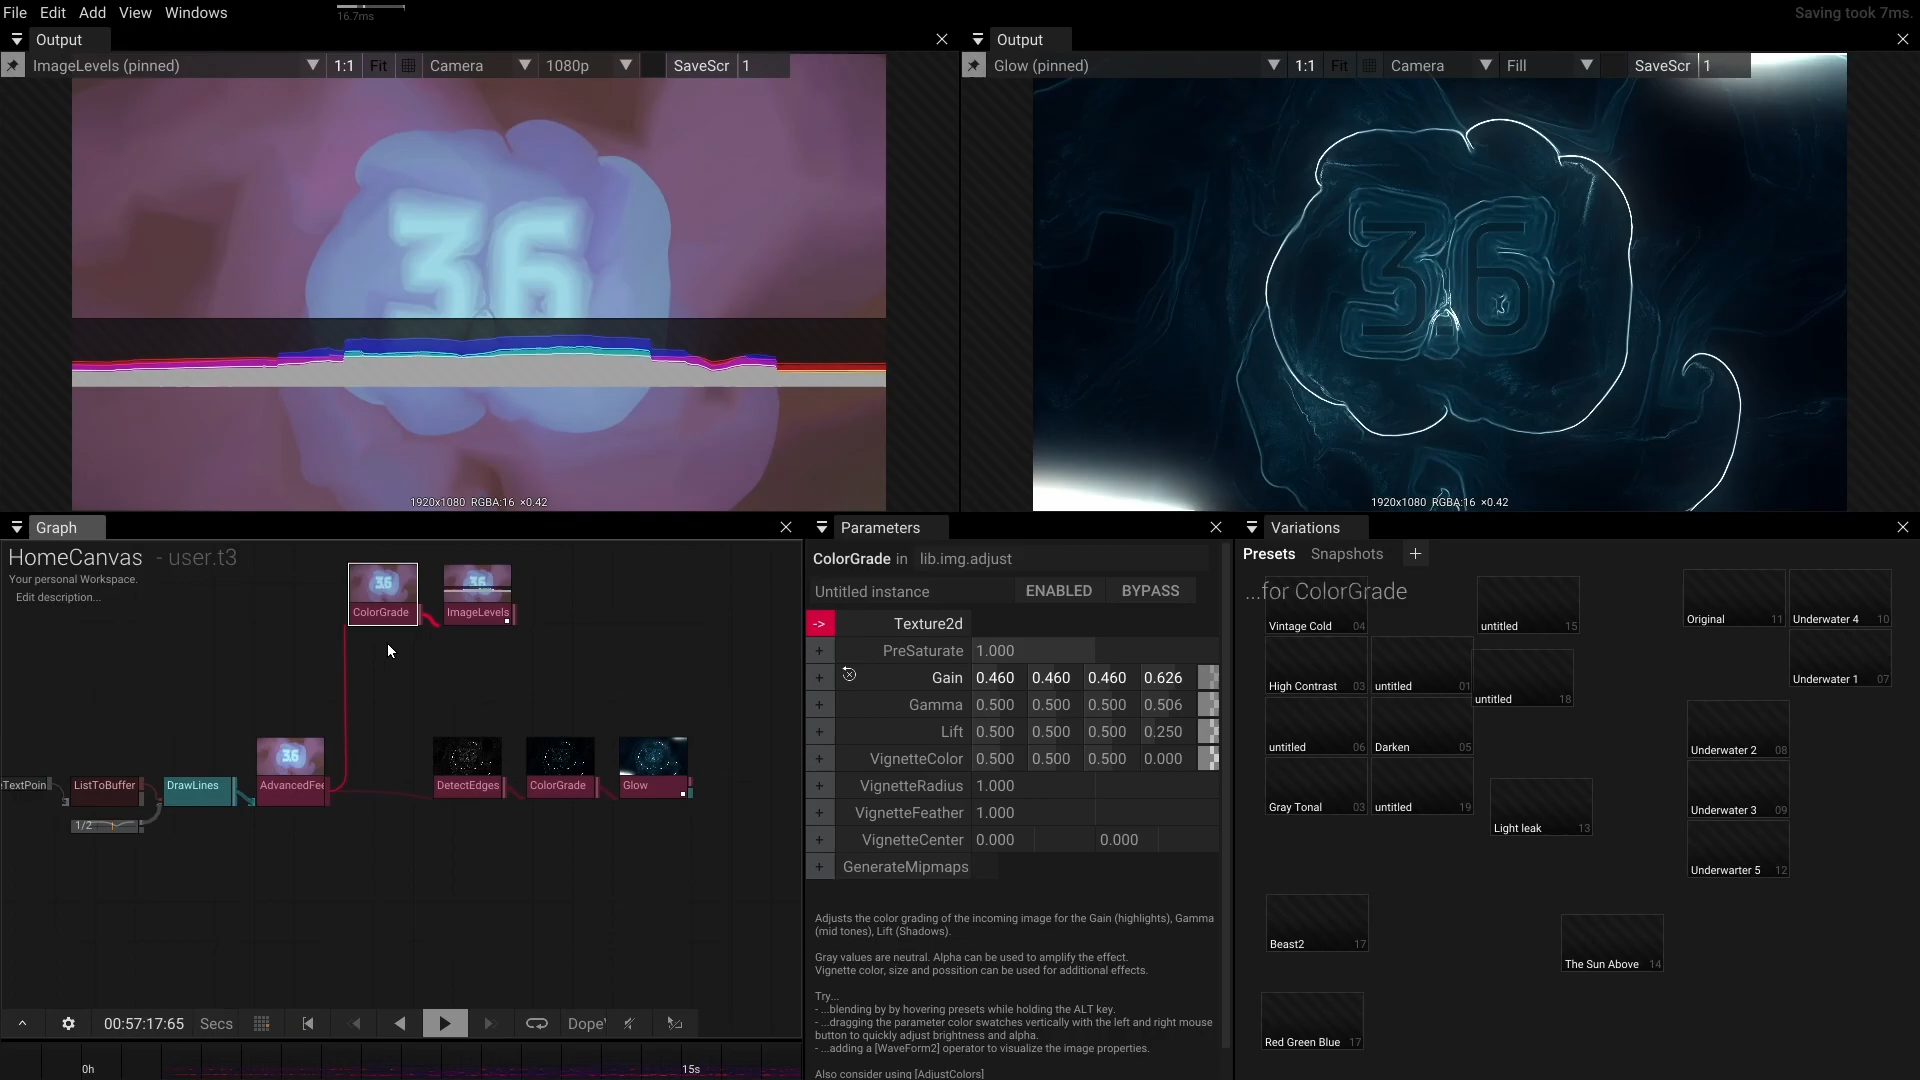 File Edit Add View Windows
16.7ms
Saving took 7ms.
Output
ImageLevels (pinned) 1:1 Fit Camera 1080p SaveScr 1
36
1920x1080 RGBA:16 ×0.42
Output
Glow (pinned) 1:1 Fit Camera Fill SaveScr 1
3.6
1920x1080 RGBA:16 ×0.42
Graph
HomeCanvas - user.t3
Your personal Workspace.
Edit description...
ColorGrade
ImageLevels
eTextPoin
ListToBuffer
DrawLines
AdvancedFee
DetectEdges
ColorGrade
Glow
1/2
00:57:17:65 Secs
Dope'
0h
15s
Parameters
ColorGrade in lib.img.adjust
Untitled instance ENABLED BYPASS
-> Texture2d
+ PreSaturate 1.000
+ Gain 0.460 0.460 0.460 0.626
+ Gamma 0.500 0.500 0.500 0.506
+ Lift 0.500 0.500 0.500 0.250
+ VignetteColor 0.500 0.500 0.500 0.000
+ VignetteRadius 1.000
+ VignetteFeather 1.000
+ VignetteCenter 0.000 0.000
+ GenerateMipmaps
Adjusts the color grading of the incoming image for the Gain (highlights), Gamma
(mid tones), Lift (Shadows).
Gray values are neutral. Alpha can be used to amplify the effect.
Vignette color, size and possition can be used for additional effects.
Try...
- ...blending by by hovering presets while holding the ALT key.
- ...dragging the parameter color swatches vertically with the left and right mouse
button to quickly adjust brightness and alpha.
- ...adding a [WaveForm2] operator to visualize the image properties.
Also consider using [AdjustColors]
Variations
Presets Snapshots +
...for ColorGrade
Vintage Cold 04
untitled 15
Original 11
Underwater 4 10
High Contrast 03
untitled 01
untitled 18
Underwater 1 07
untitled 06
Darken 05
Underwater 2 08
Gray Tonal 03
untitled 19
Light leak 13
Underwater 3 09
Underwarter 5 12
Beast2 17
The Sun Above 14
Red Green Blue 17